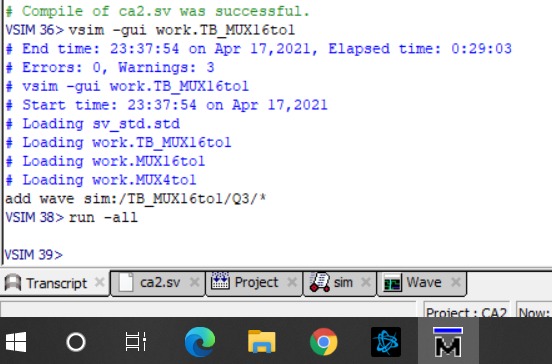 # Compile of ca2.sv was successful.
VSIM 36> vsim -gui work.TB_MUX16to1
# End time: 23:37:54 on Apr 17,2021, Elapsed time: 0:29:03
# Errors: 0, Warnings: 3
# vsim -gui work.TB_MUX16to1
# Start time: 23:37:54 on Apr 17,2021
# Loading sv_std.std
# Loading work.TB_MUX16to1
# Loading work.MUX16to1
# Loading work.MUX4to1
add wave sim:/TB_MUX16to1/Q3/*
VSIM 38> run -all
VSIM 39>
Transcript ca2.sv Project sim Wave
Project : CA2 Now: